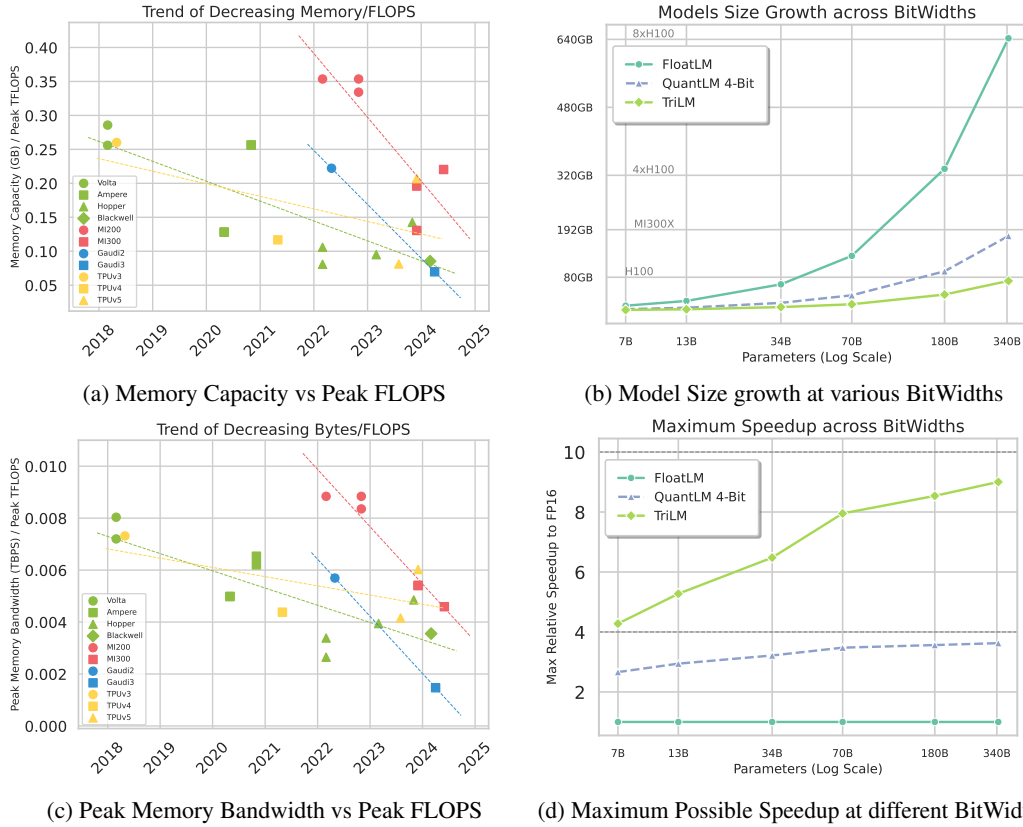 Trend of Decreasing Memory/FLOPS
Memory Capacity (GB) / Peak TFLOPS
0.40
0.35
0.30
0.25
0.20
0.15
0.10
0.05
Volta
Ampere
Hopper
Blackwell
MI200
MI300
Gaudi2
Gaudi3
TPUv3
TPUv4
TPUv5
2018
2019
2020
2021
2022
2023
2024
2025
(a) Memory Capacity vs Peak FLOPS
Models Size Growth across BitWidths
640GB
480GB
320GB
192GB
80GB
8xH100
4xH100
MI300X
H100
FloatLM
QuantLM 4-Bit
TriLM
7B
13B
34B
70B
180B
340B
Parameters (Log Scale)
(b) Model Size growth at various BitWidths
Trend of Decreasing Bytes/FLOPS
Peak Memory Bandwidth (TBPS) / Peak TFLOPS
0.010
0.008
0.006
0.004
0.002
0.000
Volta
Ampere
Hopper
Blackwell
MI200
MI300
Gaudi2
Gaudi3
TPUv3
TPUv4
TPUv5
2018
2019
2020
2021
2022
2023
2024
2025
(c) Peak Memory Bandwidth vs Peak FLOPS
Maximum Speedup across BitWidths
Max Relative Speedup to FP16
10
8
6
4
2
FloatLM
QuantLM 4-Bit
TriLM
7B
13B
34B
70B
180B
340B
Parameters (Log Scale)
(d) Maximum Possible Speedup at different BitWid